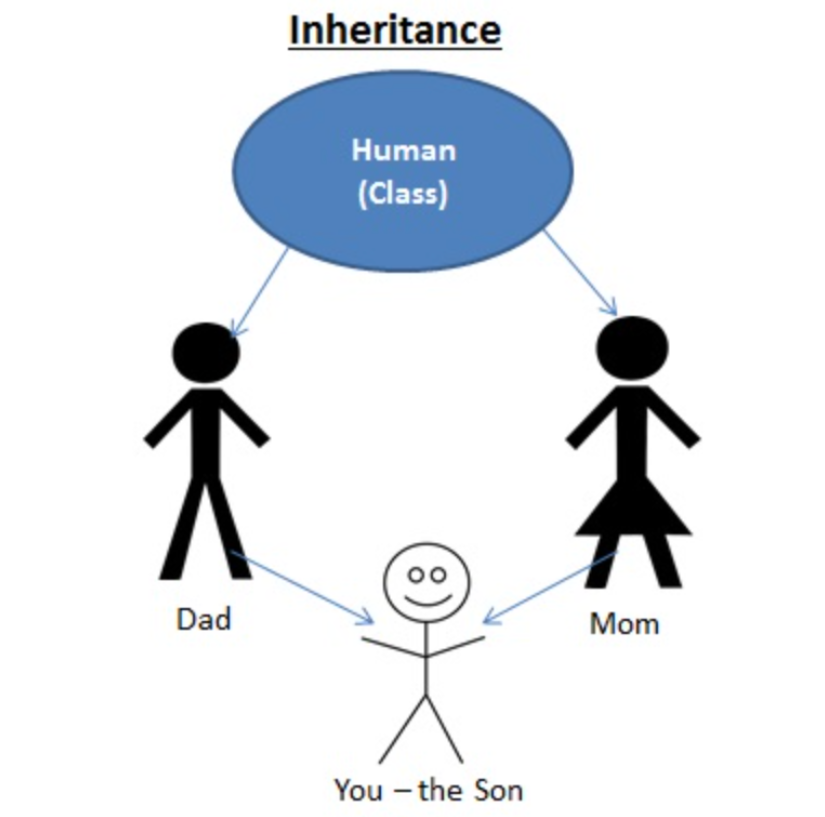 Inheritance
Human
(Class)
Dad
Mom
You – the Son